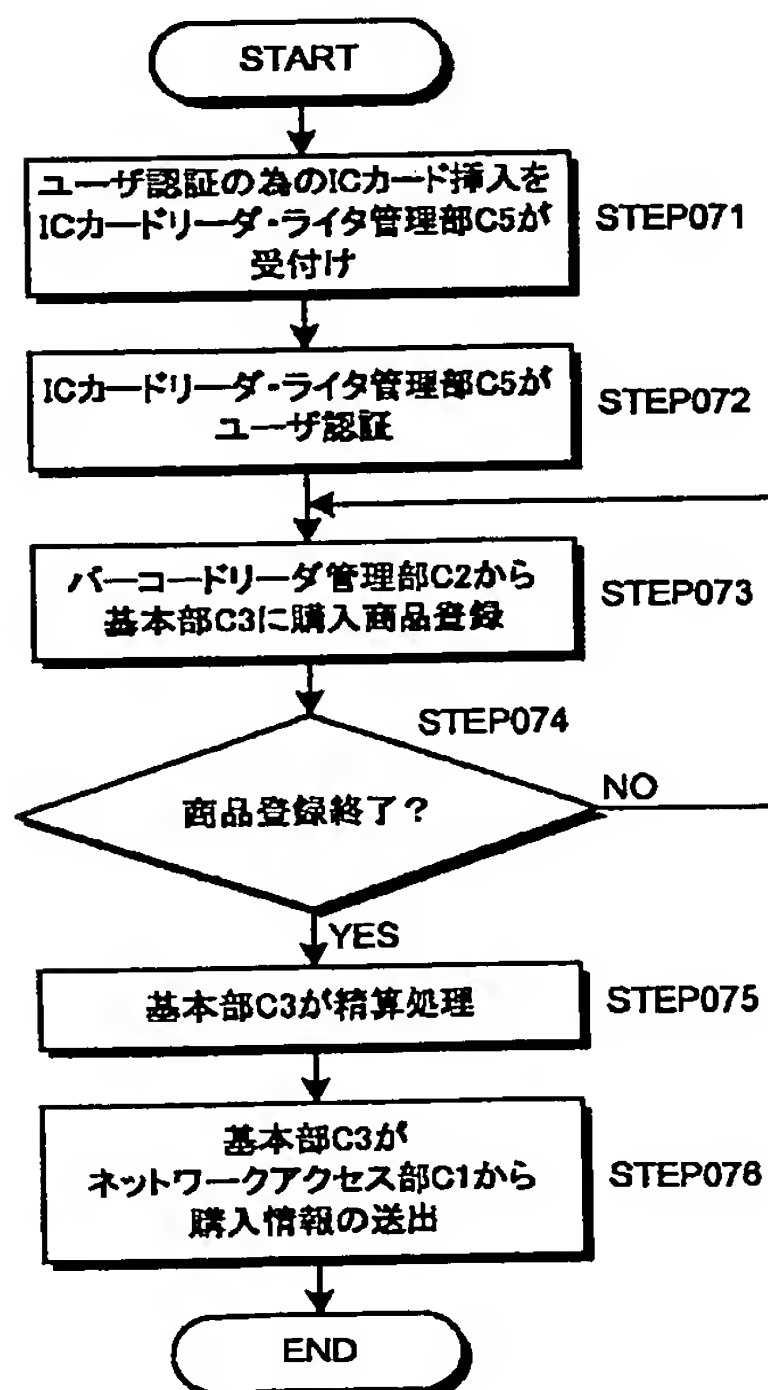 START
ユーザ認証の為のICカード挿入を
ICカードリーダ・ライタ管理部C5が
受付け
STEP071
ICカードリーダ・ライタ管理部C5が
ユーザ認証
STEP072
バーコードリーダ管理部C2から
基本部C3に購入商品登録
STEP073
STEP074
商品登録終了？
NO
YES
基本部C3が精算処理
STEP075
基本部C3が
ネットワークアクセス部C1から
購入情報の送出
STEP076
END